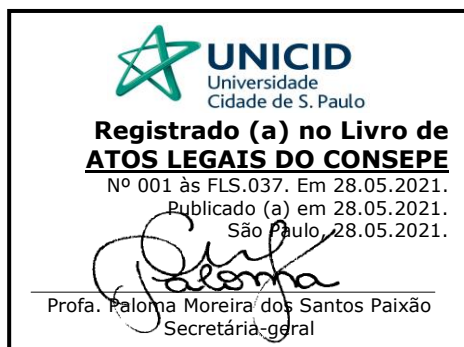 UNICID
Universidade
Cidade de S. Paulo
Registrado (a) no Livro de
ATOS LEGAIS DO CONSEPE
Nº 001 às FLS.037. Em 28.05.2021.
Publicado (a) em 28.05.2021.
São Paulo, 28.05.2021.
Paloma
Profa. Paloma Moreira dos Santos Paixão
Secretária-geral